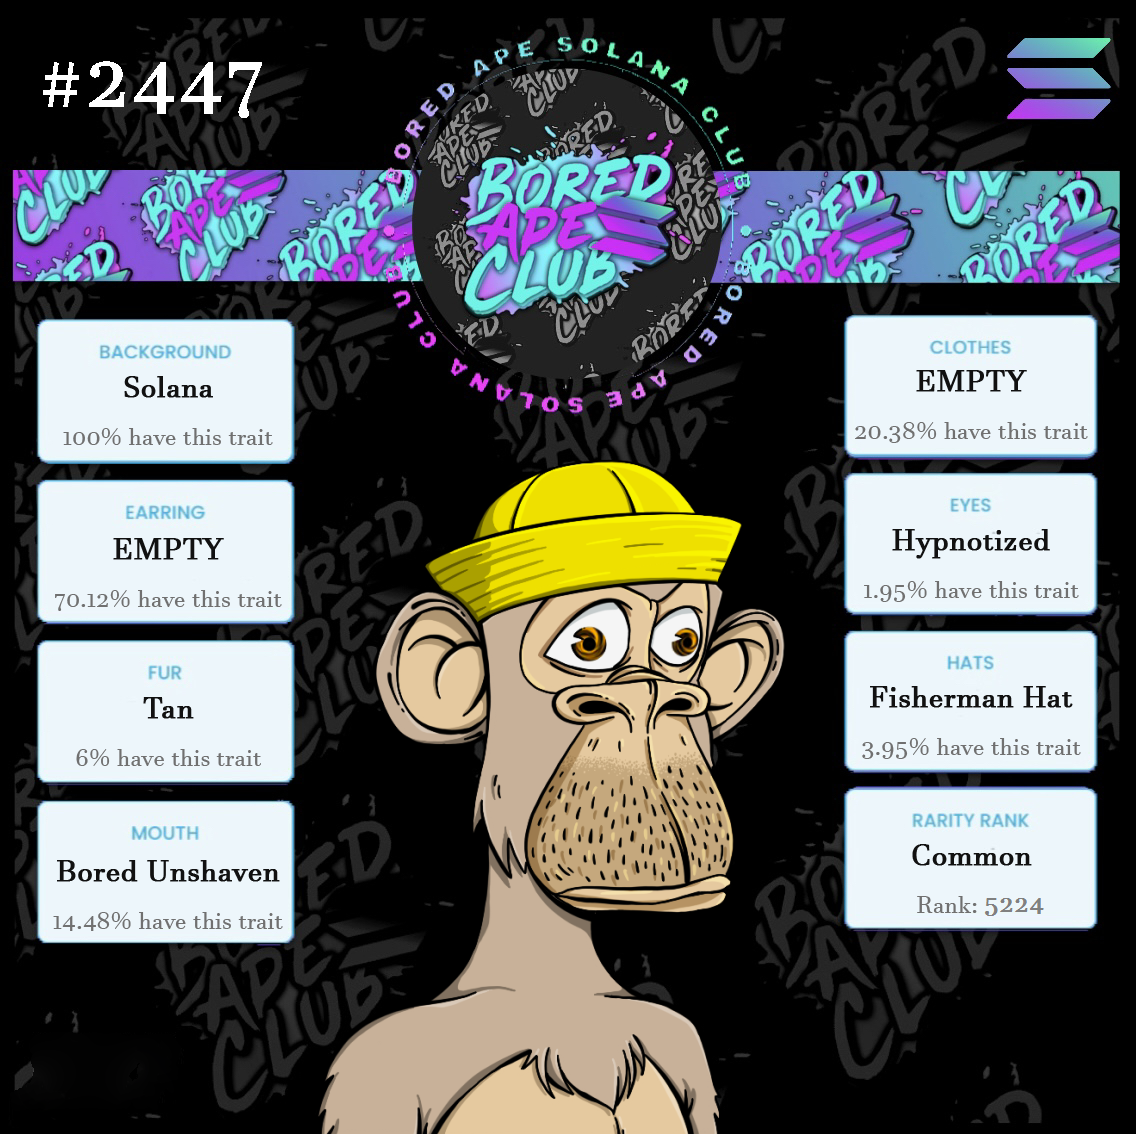 #2447
BORED APE SOLANA CLUB
BORED APE SOLANA CLUB
BORED
APE
CLUB
BACKGROUND
Solana
100% have this trait
EARRING
EMPTY
70.12% have this trait
FUR
Tan
6% have this trait
MOUTH
Bored Unshaven
14.48% have this trait
CLOTHES
EMPTY
20.38% have this trait
EYES
Hypnotized
1.95% have this trait
HATS
Fisherman Hat
3.95% have this trait
RARITY RANK
Common
Rank: 5224